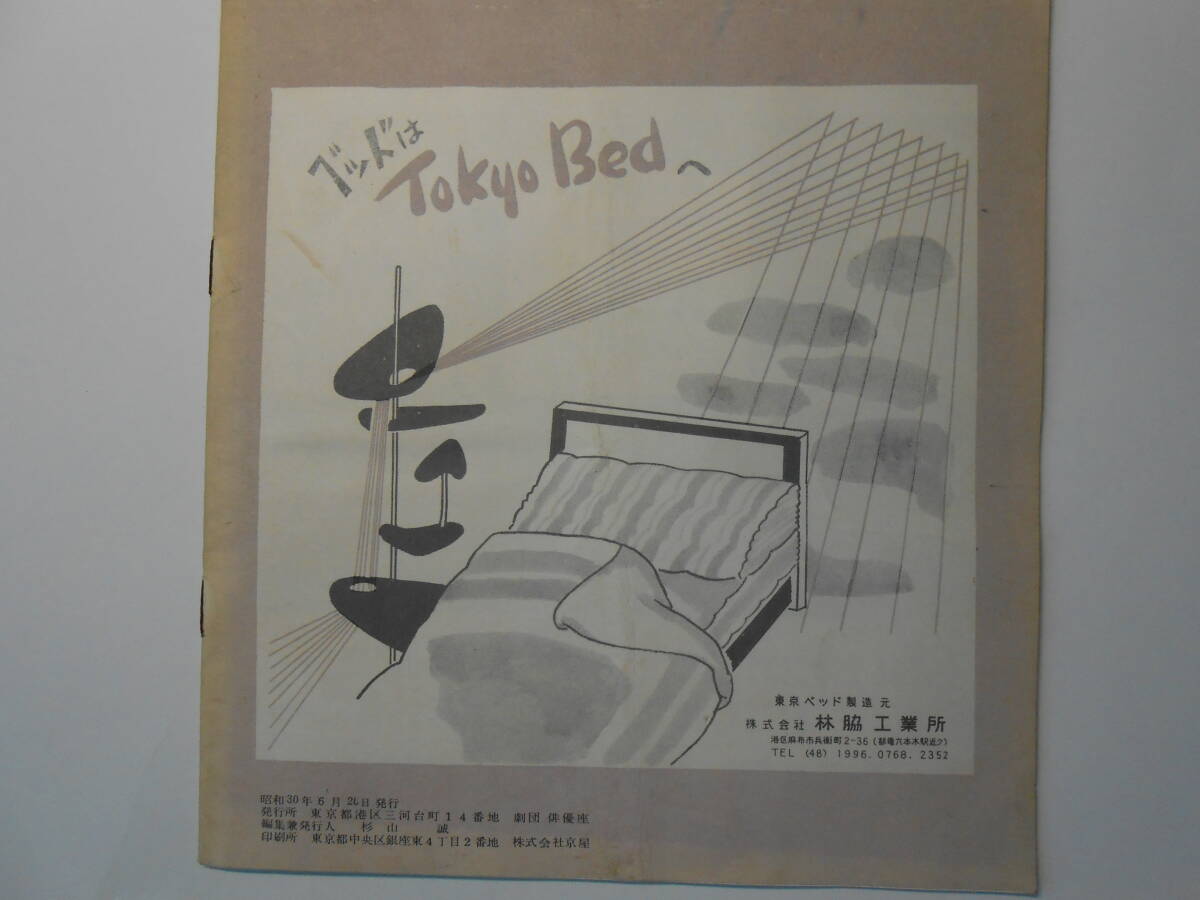 ベッドは Tokyo Bed へ
東京ベッド製造元
株式会社 林脇工業所
港区麻布市兵衛町2-36(都電六本木駅近ク)
TEL (48) 1996.0768.2352
昭和30年6月 日発行
発行所 東京都港区三河台町14番地 劇団 俳優座
編集兼発行人 杉山 誠
印刷所 東京都中央区銀座東4丁目2番地 株式会社京屋